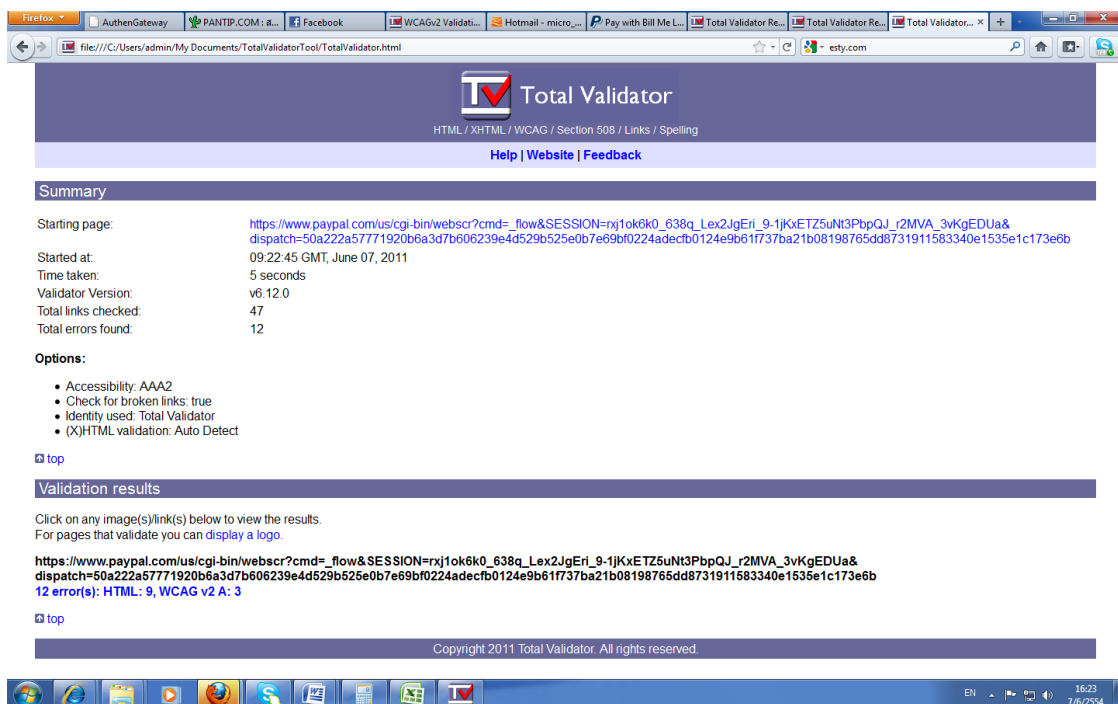 Firefox
AuthenGateway
PANTIP.COM : ส...
Facebook
WCAGv2 Validati...
Hotmail - micro_...
Pay with Bill Me L...
Total Validator Re...
Total Validator Re...
Total Validator...
file:///C:/Users/admin/My Documents/TotalValidatorTool/TotalValidator.html
esty.com
TV Total Validator
HTML / XHTML / WCAG / Section 508 / Links / Spelling
Help | Website | Feedback
Summary
Starting page: https://www.paypal.com/us/cgi-bin/webscr?cmd=_flow&SESSION=rxj1ok6k0_638q_Lex2JgEri_9-1jKxETZ5uNt3PbpQJ_r2MVA_3vKgEDUa&
dispatch=50a222a57771920b6a3d7b606239e4d529b525e0b7e69bf0224adecfb0124e9b61f737ba21b08198765dd8731911583340e1535e1c173e6b
Started at: 09:22:45 GMT, June 07, 2011
Time taken: 5 seconds
Validator Version: v6.12.0
Total links checked: 47
Total errors found: 12
Options:
• Accessibility: AAA2
• Check for broken links: true
• Identity used: Total Validator
• (X)HTML validation: Auto Detect
top
Validation results
Click on any image(s)/link(s) below to view the results.
For pages that validate you can display a logo.
https://www.paypal.com/us/cgi-bin/webscr?cmd=_flow&SESSION=rxj1ok6k0_638q_Lex2JgEri_9-1jKxETZ5uNt3PbpQJ_r2MVA_3vKgEDUa&
dispatch=50a222a57771920b6a3d7b606239e4d529b525e0b7e69bf0224adecfb0124e9b61f737ba21b08198765dd8731911583340e1535e1c173e6b
12 error(s): HTML: 9, WCAG v2 A: 3
top
Copyright 2011 Total Validator. All rights reserved.
EN
16:23
7/6/2554